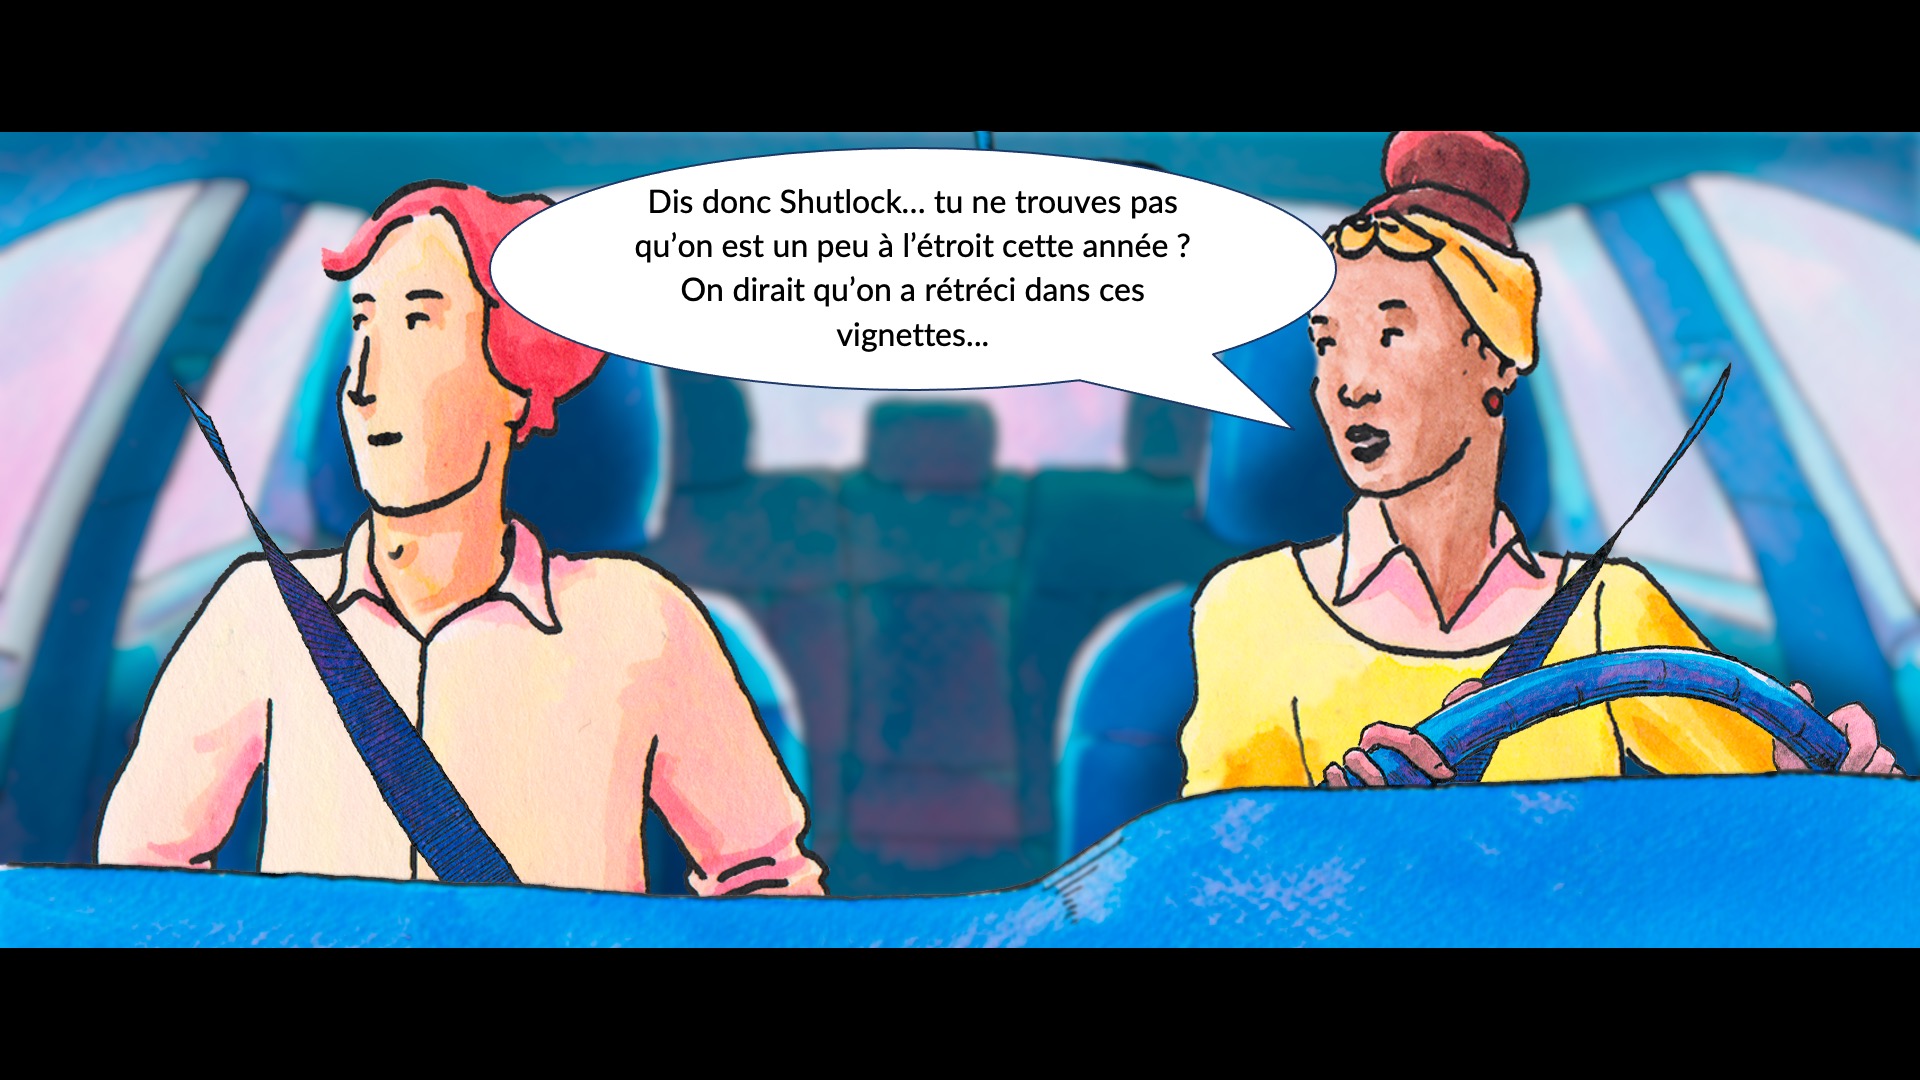 Dis donc Shutlock… tu ne trouves pas
qu’on est un peu à l’étroit cette année ?
On dirait qu’on a rétréci dans ces
vignettes…